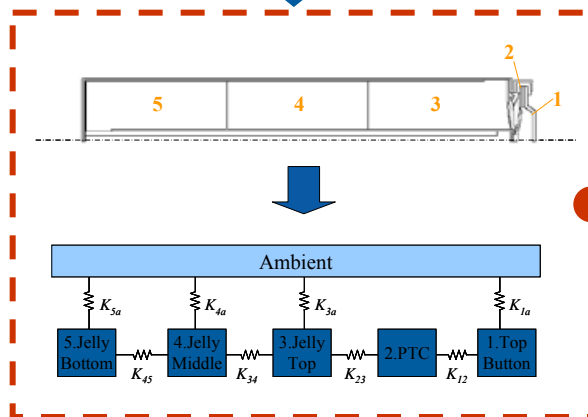 2
5 4 3 1
Ambient
K5a K4a K3a K1a
5.Jelly Bottom 4.Jelly Middle 3.Jelly Top 2.PTC 1.Top Button
K45 K34 K23 K12